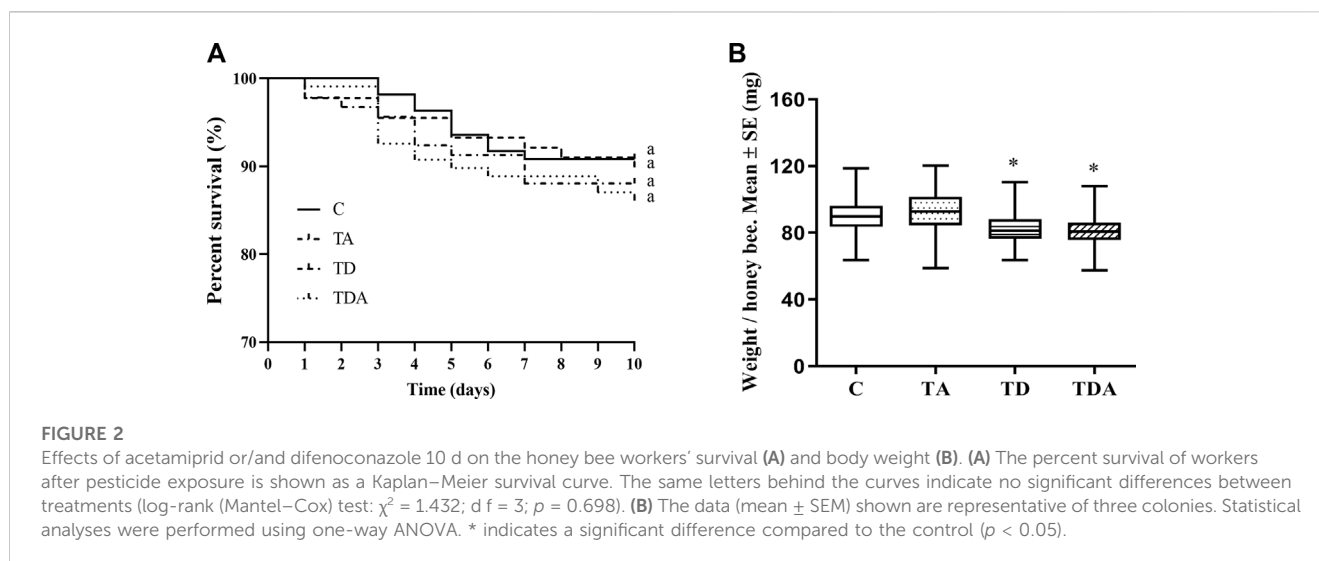 A
Percent survival (%)
100
90
80
70
C
TA
TD
TDA
a
a
a
a
0 1 2 3 4 5 6 7 8 9 10
Time (days)
B
Weight / honey bee. Mean ± SE (mg)
160
120
80
40
0
*
*
C TA TD TDA
FIGURE 2
Effects of acetamiprid or/and difenoconazole 10 d on the honey bee workers’ survival (A) and body weight (B). (A) The percent survival of workers
after pesticide exposure is shown as a Kaplan–Meier survival curve. The same letters behind the curves indicate no significant differences between
treatments (log-rank (Mantel–Cox) test: χ² = 1.432; d f = 3; p = 0.698). (B) The data (mean ± SEM) shown are representative of three colonies. Statistical
analyses were performed using one-way ANOVA. * indicates a significant difference compared to the control (p < 0.05).